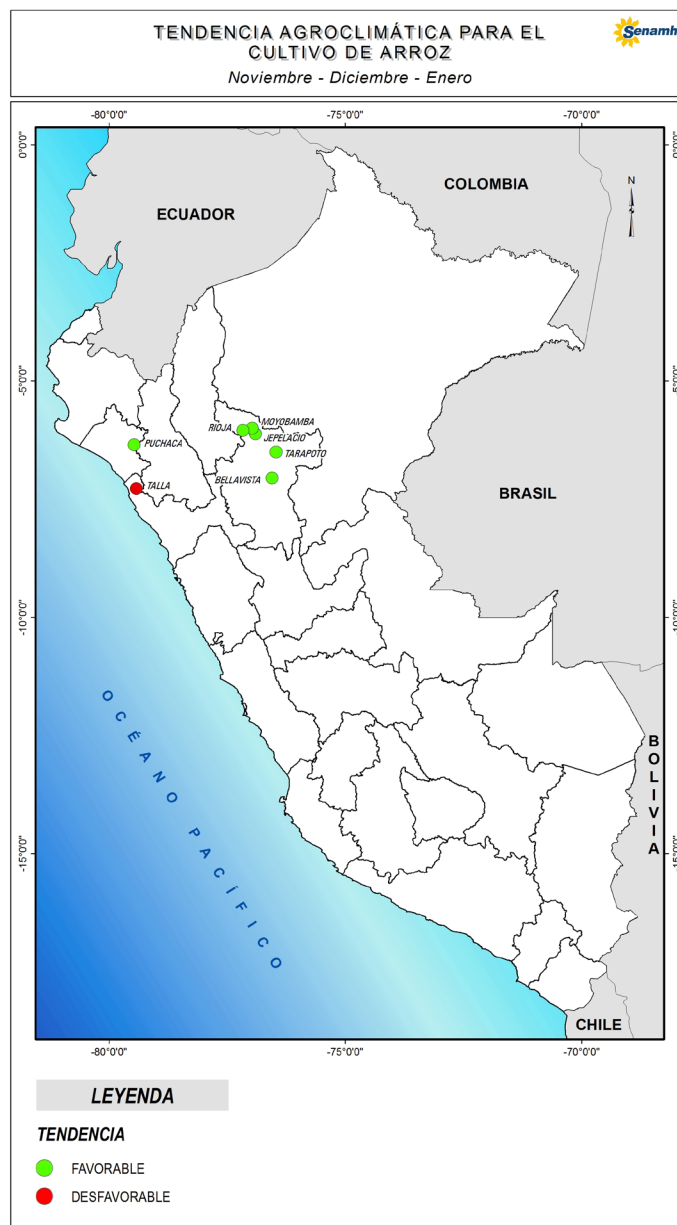 TENDENCIA AGROCLIMÁTICA PARA EL
CULTIVO DE ARROZ
Noviembre - Diciembre - Enero
Senamh
-80°0'0" -75°0'0" -70°0'0"
0°0'0" 0°0'0"
COLOMBIA
N
ECUADOR
-5°0'0" -5°0'0"
MOYOBAMBA
RIOJA
JEPELACIO
PUCHACA
TARAPOTO
BELLAVISTA
TALLA
BRASIL
-10°0'0" -10°0'0"
OCÉANO PACÍFICO
BOLIVIA
-15°0'0" -15°0'0"
CHILE
-80°0'0" -75°0'0" -70°0'0"
LEYENDA
TENDENCIA
FAVORABLE
DESFAVORABLE